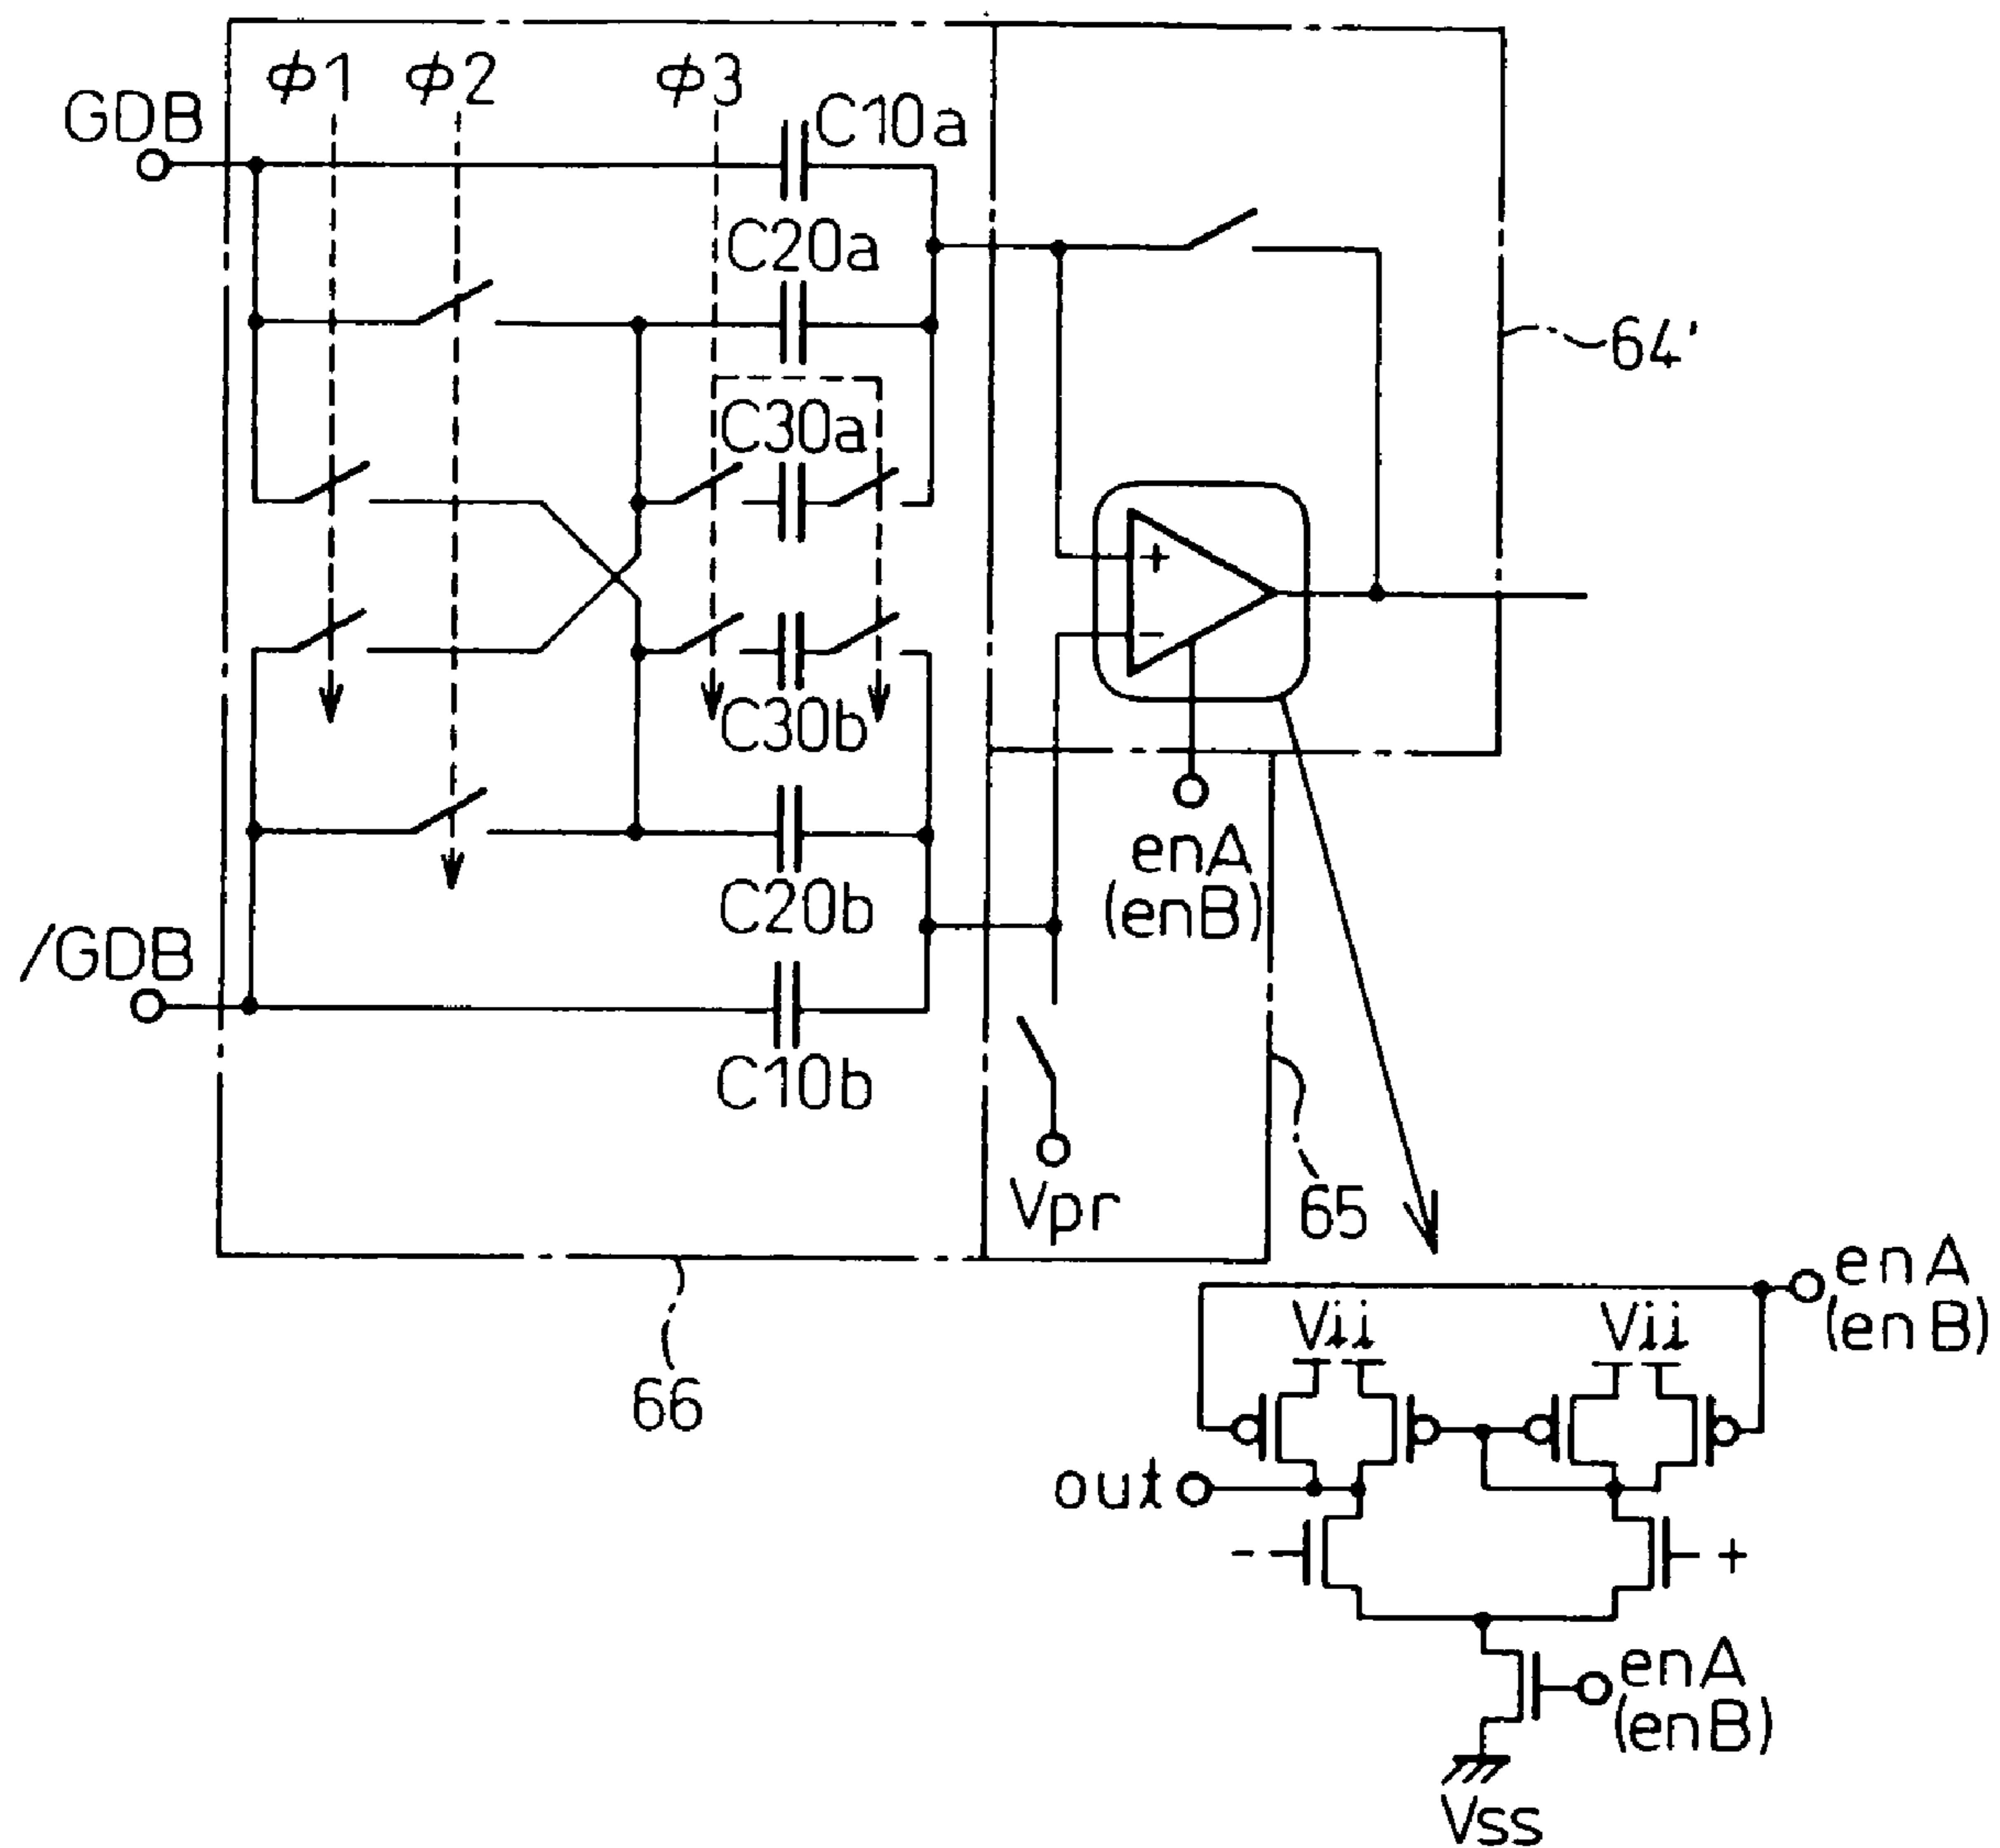 ϕ1 ϕ2 ϕ3
GDB
C10a
C20a
64'
C30a
+
−
C30b
enA
(enB)
C20b
/GDB
C10b
Vpr
65
66
enA
(enB)
Vii Vii
out
- +
enA
(enB)
Vss